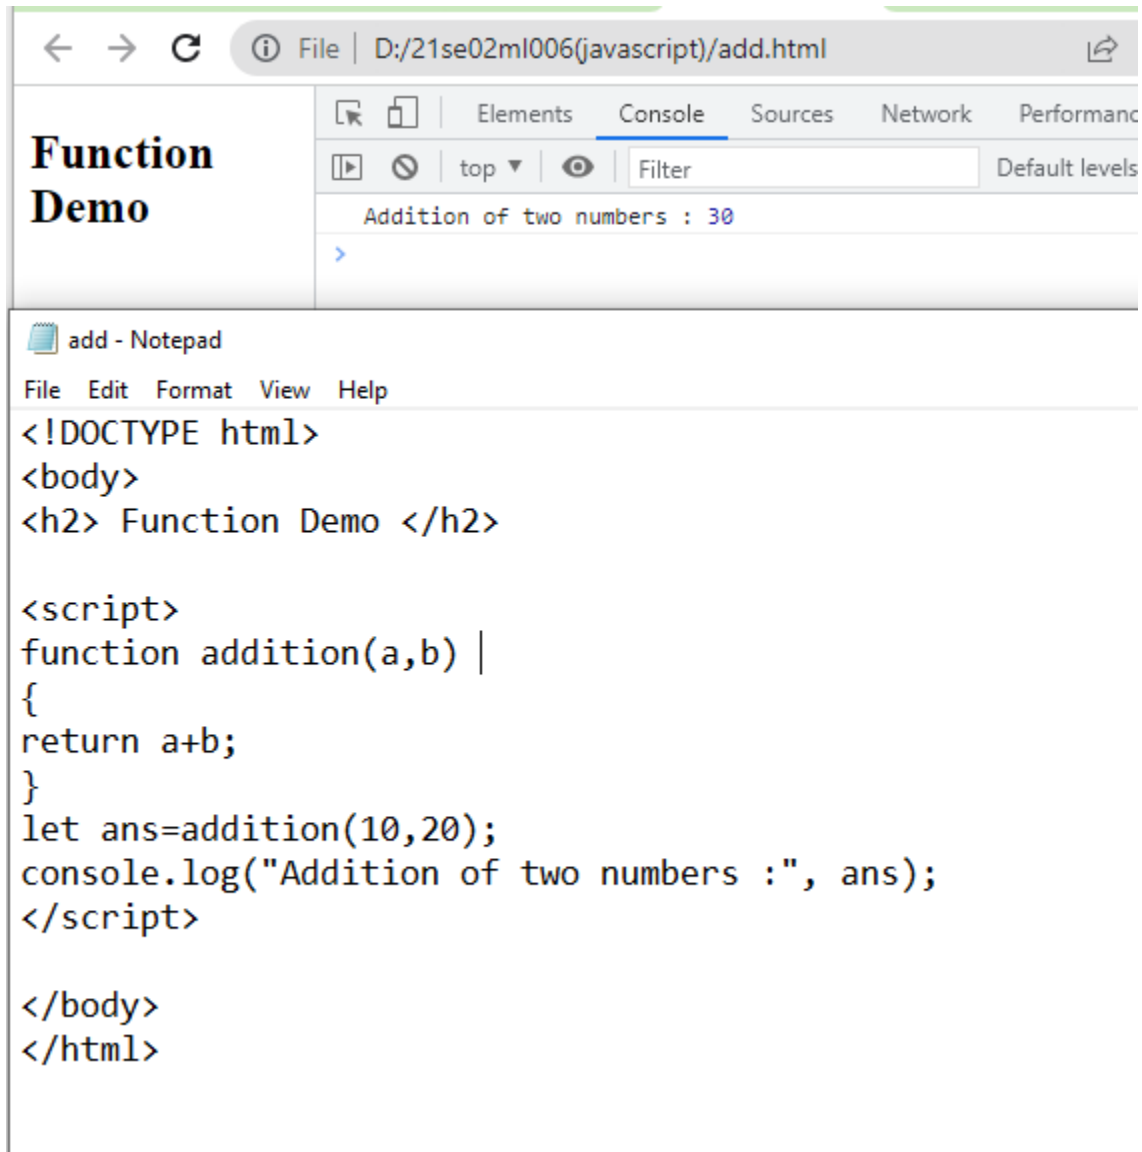 File | D:/21se02ml006(javascript)/add.html
Function
Demo
Elements Console Sources Network Performanc
top Filter Default levels
Addition of two numbers : 30
>
add - Notepad
File Edit Format View Help
<!DOCTYPE html>
<body>
<h2> Function Demo </h2>
<script>
function addition(a,b)
{
return a+b;
}
let ans=addition(10,20);
console.log("Addition of two numbers :", ans);
</script>
</body>
</html>